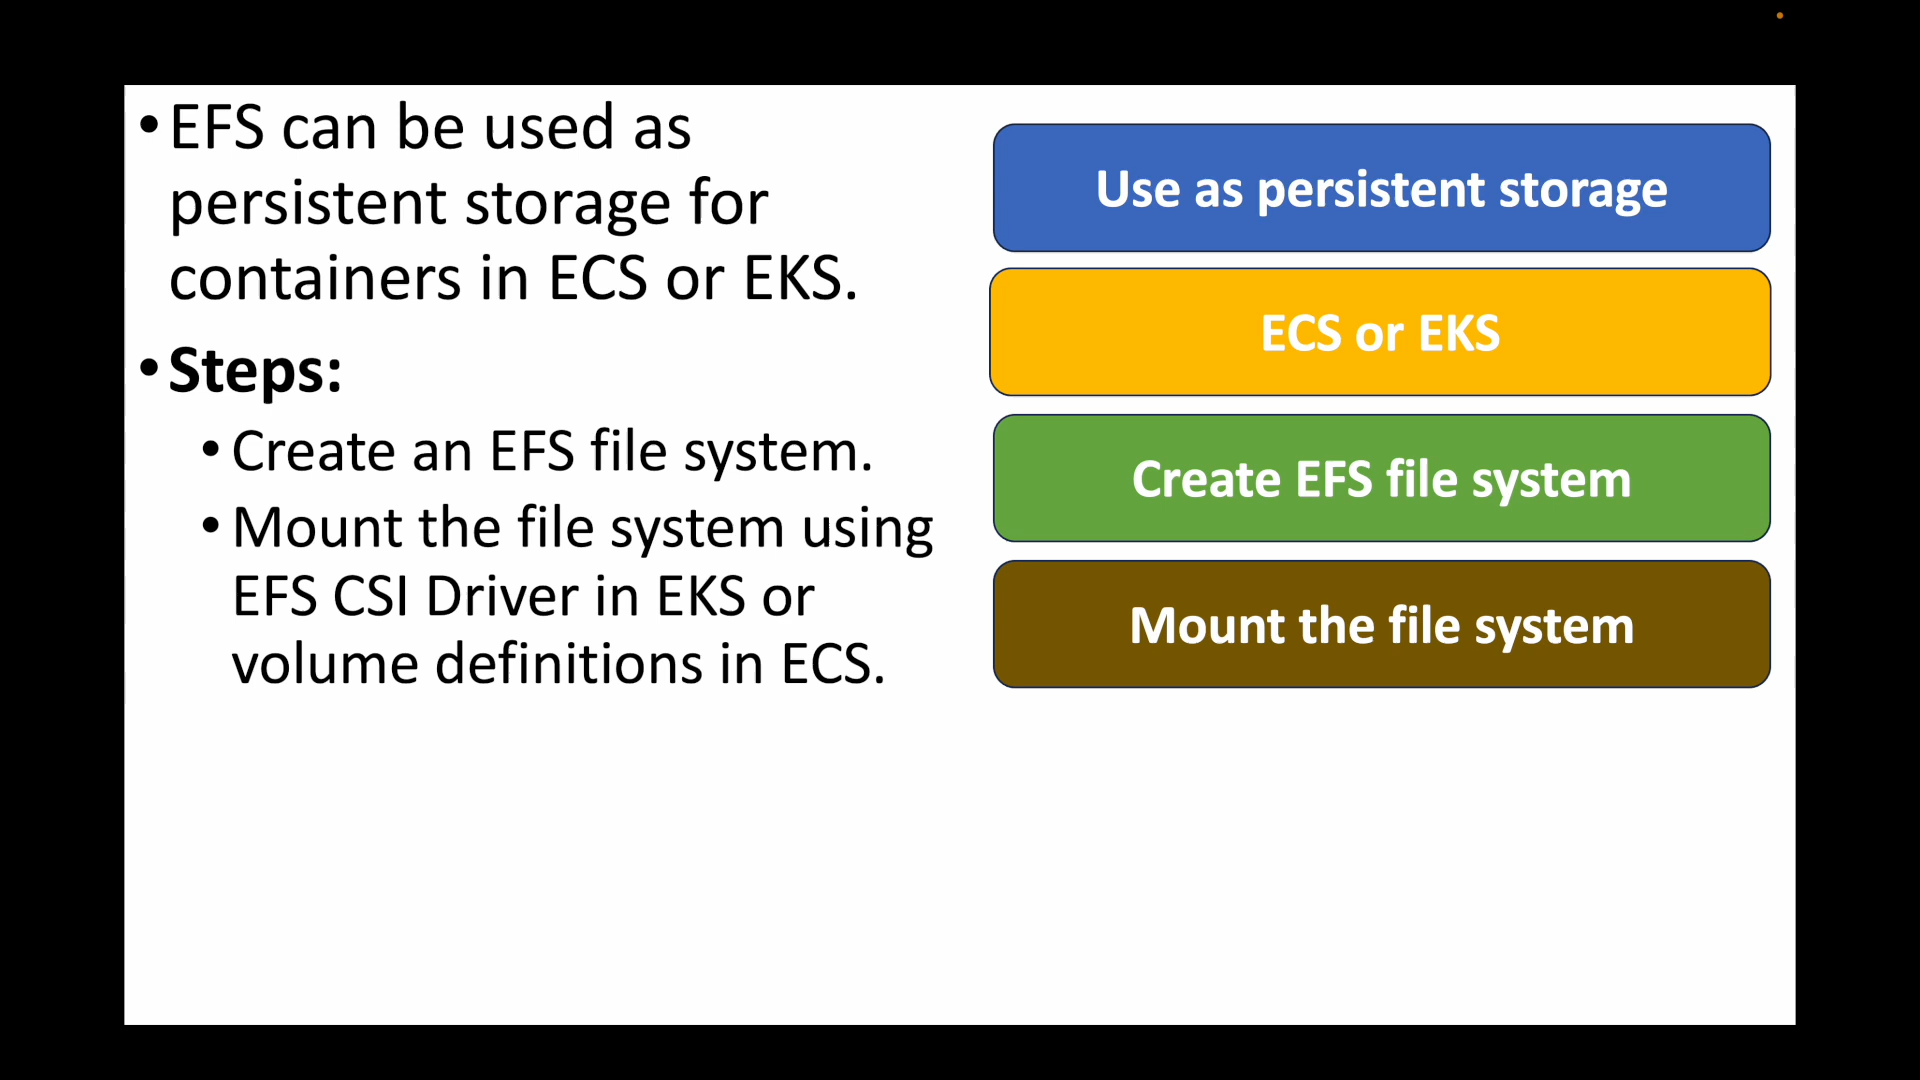 • EFS can be used as
persistent storage for
containers in ECS or EKS.
• Steps:
• Create an EFS file system.
• Mount the file system using
EFS CSI Driver in EKS or
volume definitions in ECS.
Use as persistent storage
ECS or EKS
Create EFS file system
Mount the file system